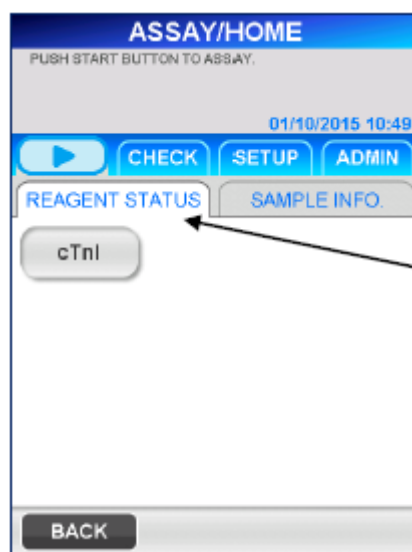 ASSAY/HOME
PUSH START BUTTON TO ASSAY.
01/10/2015 10:49
CHECK SETUP ADMIN
REAGENT STATUS SAMPLE INFO.
cTnI
BACK